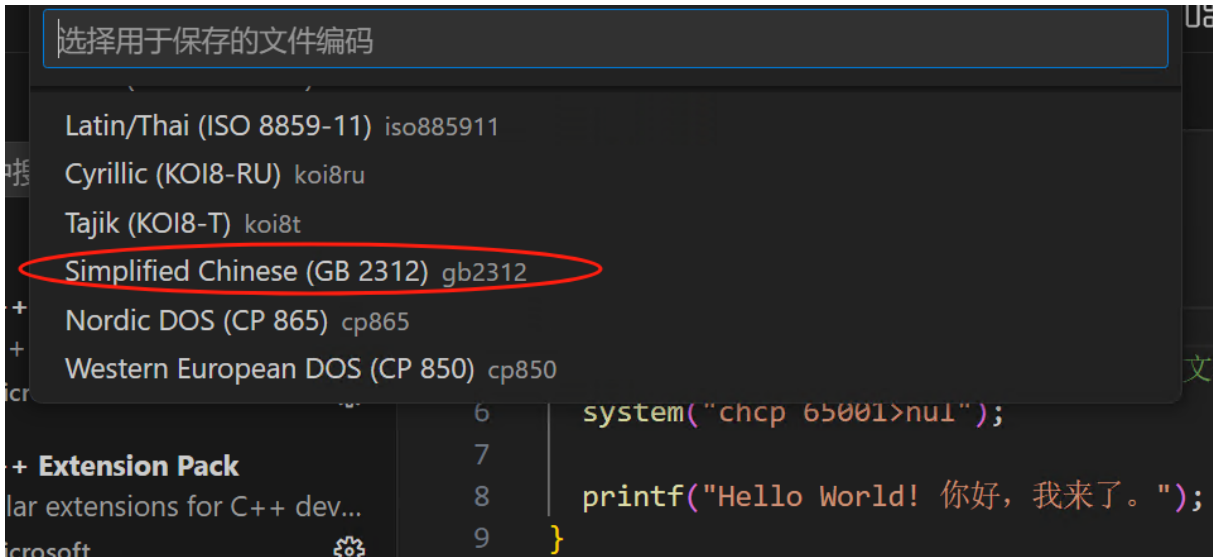 选择用于保存的文件编码
Latin/Thai (ISO 8859-11) iso885911
Cyrillic (KOI8-RU) koi8ru
Tajik (KOI8-T) koi8t
Simplified Chinese (GB 2312) gb2312
Nordic DOS (CP 865) cp865
Western European DOS (CP 850) cp850
文
6 system("chcp 65001>nul");
7
+ Extension Pack
8 printf("Hello World! 你好，我来了。");
lar extensions for C++ dev...
9 }
icrosoft